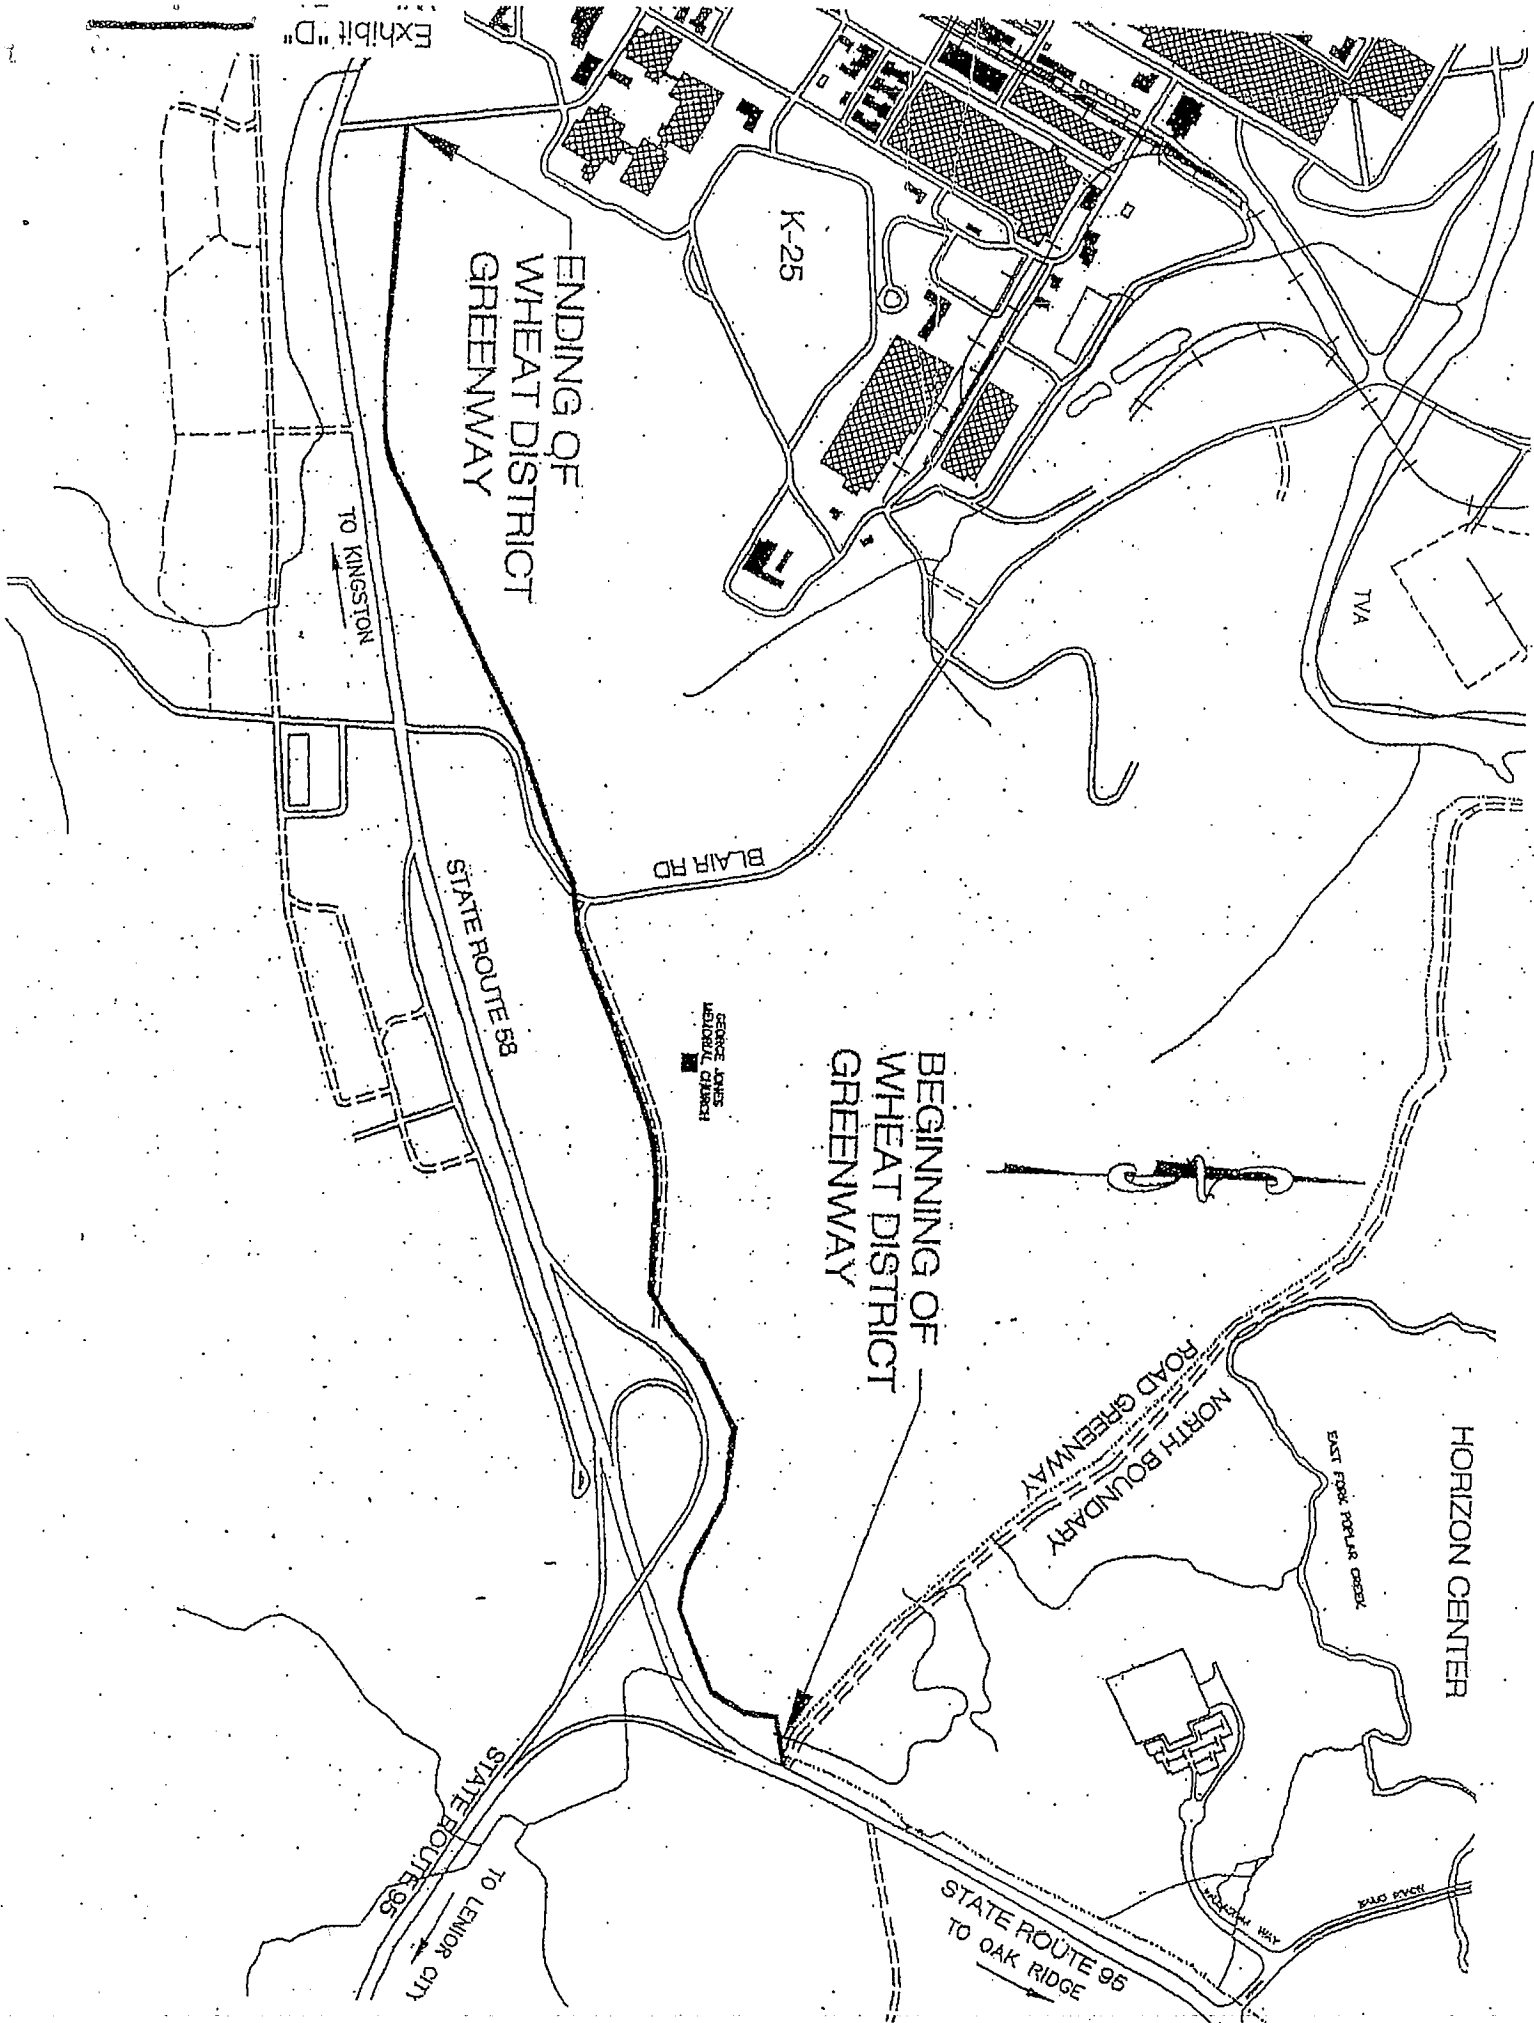 Exhibit "D"
K-25
ENDING OF
WHEAT DISTRICT
GREENWAY
TO KINGSTON
TVA
BLAIR RD
STATE ROUTE 58
GEORGE JONES
MEMORIAL CHURCH
BEGINNING OF
WHEAT DISTRICT
GREENWAY
NORTH BOUNDARY
ROAD GREENWAY
HORIZON CENTER
EAST FORK POPLAR CREEK
STATE ROUTE 95
TO LENIOR CITY
STATE ROUTE 95
TO OAK RIDGE
WAY